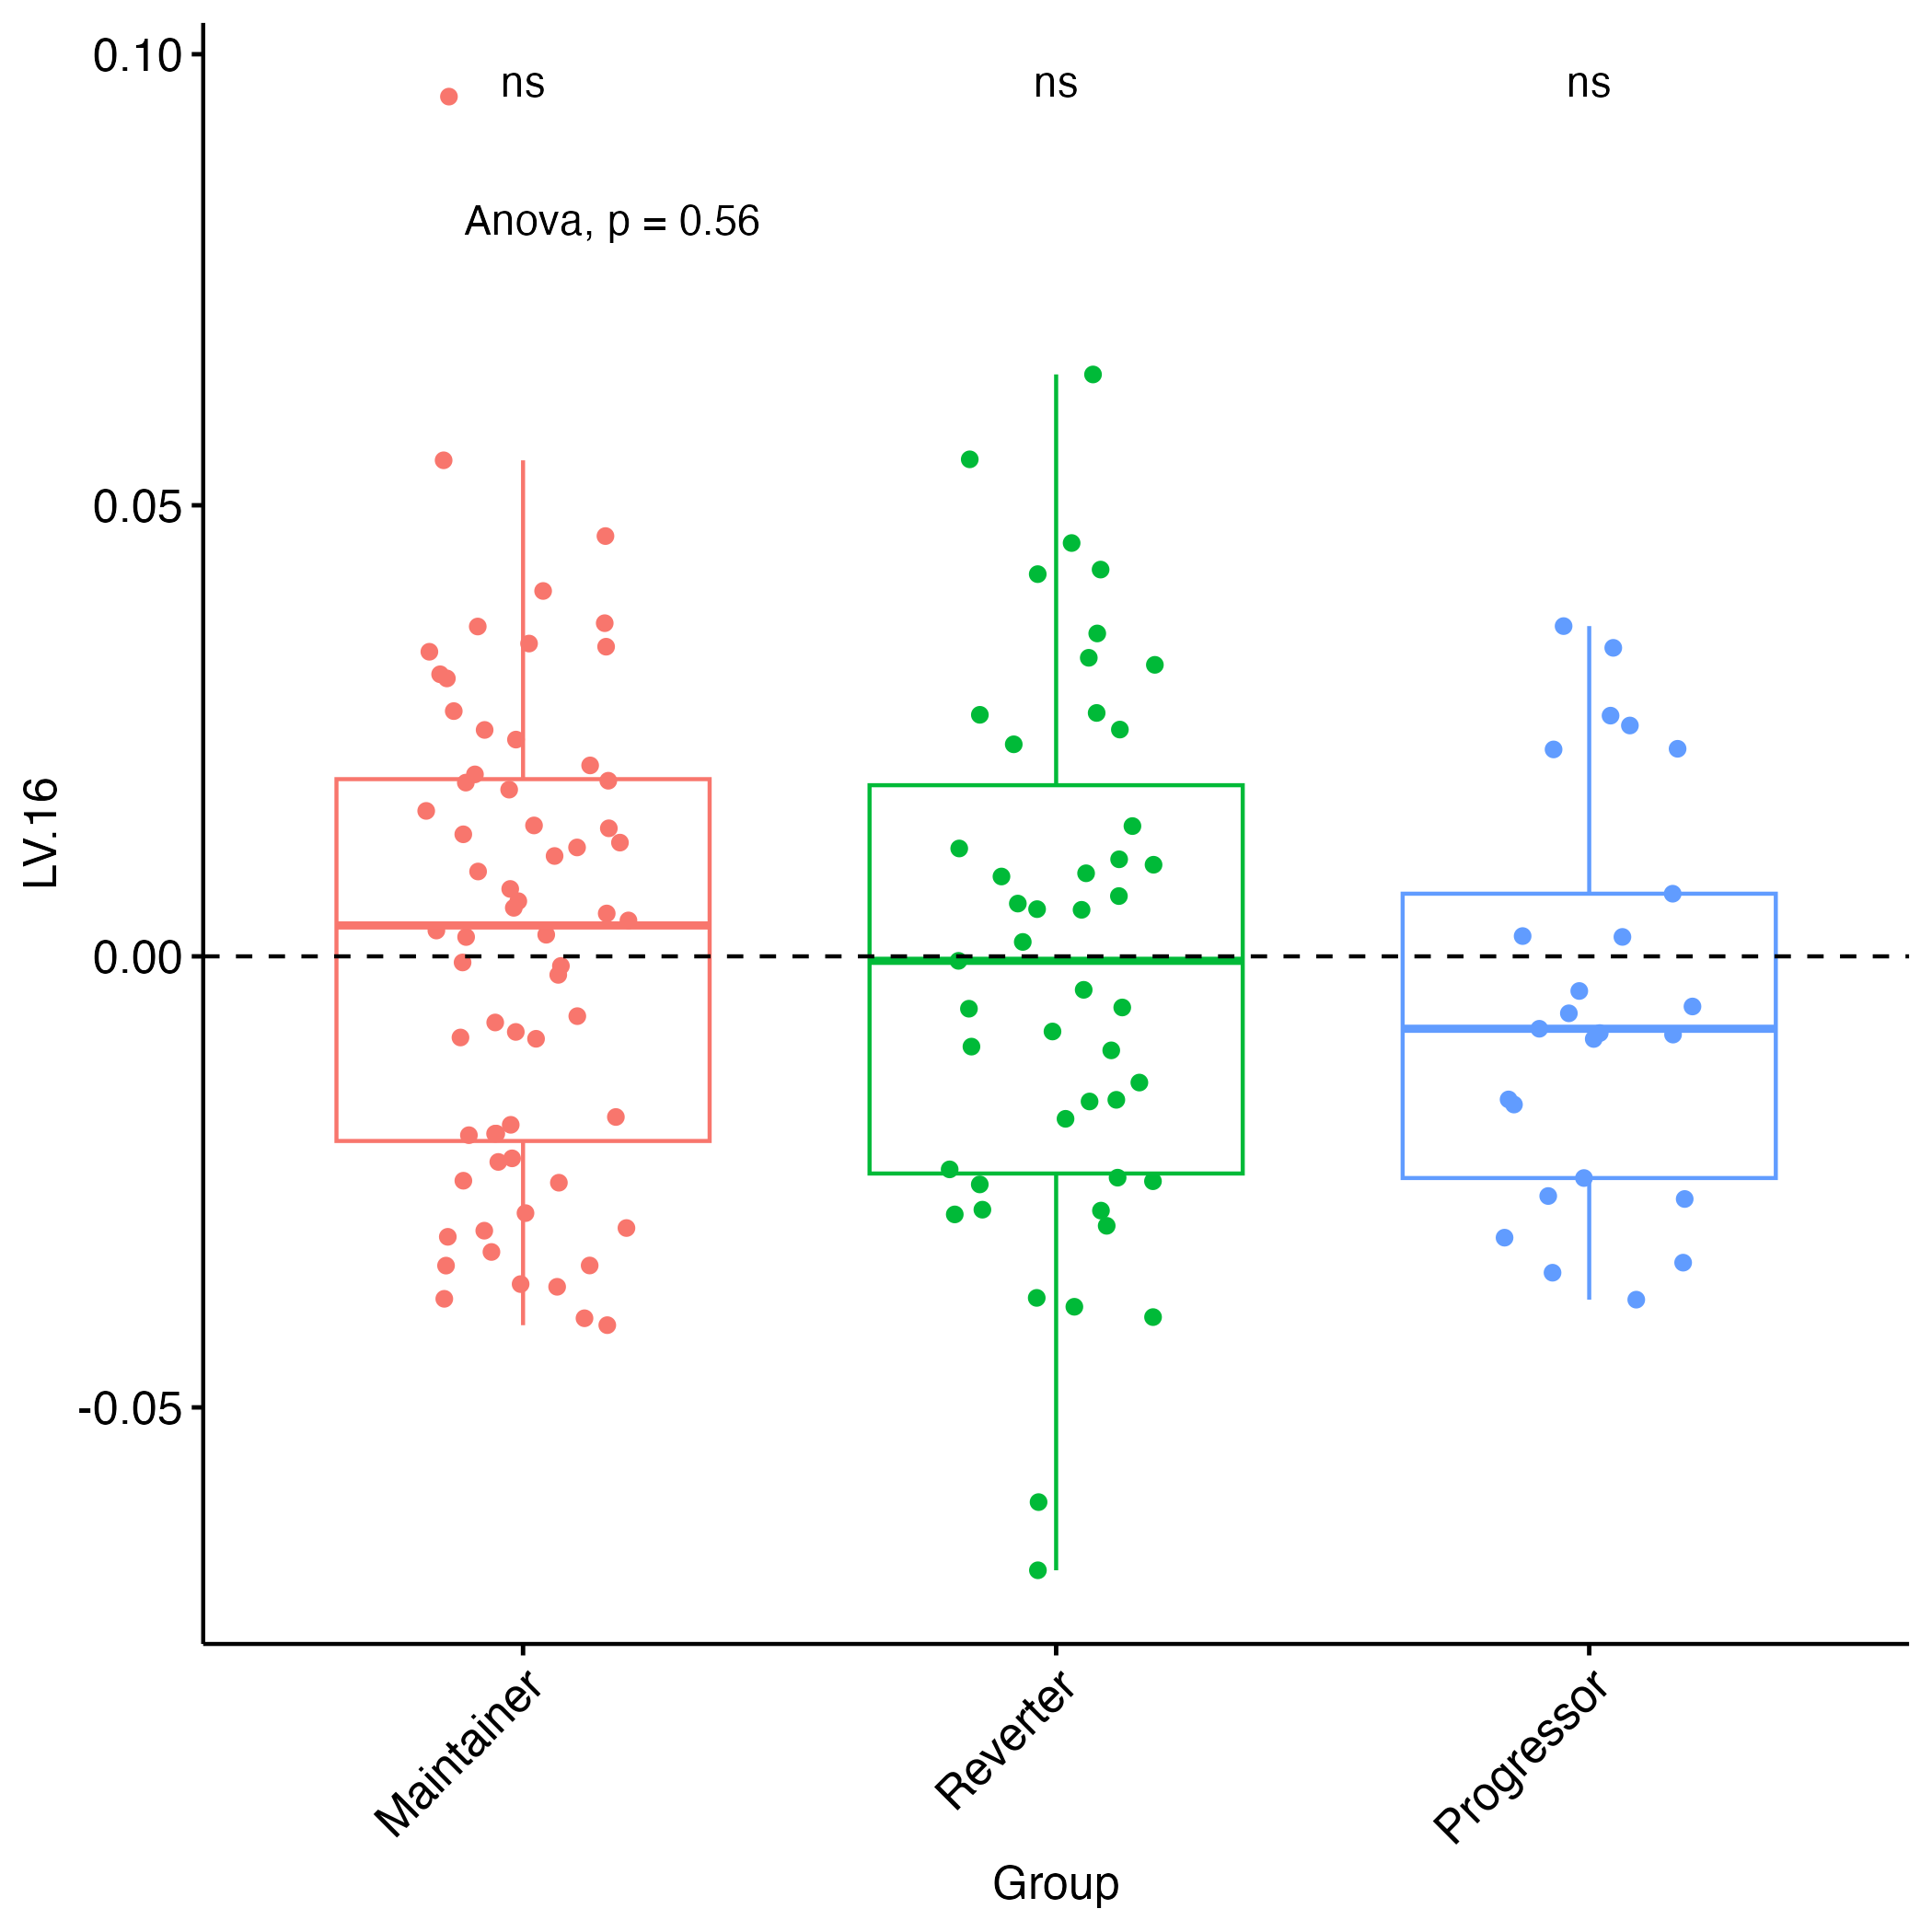 0.10
ns
ns
ns
Anova, p = 0.56
0.05
LV.16
0.00
-0.05
Maintainer
Reverter
Progressor
Group